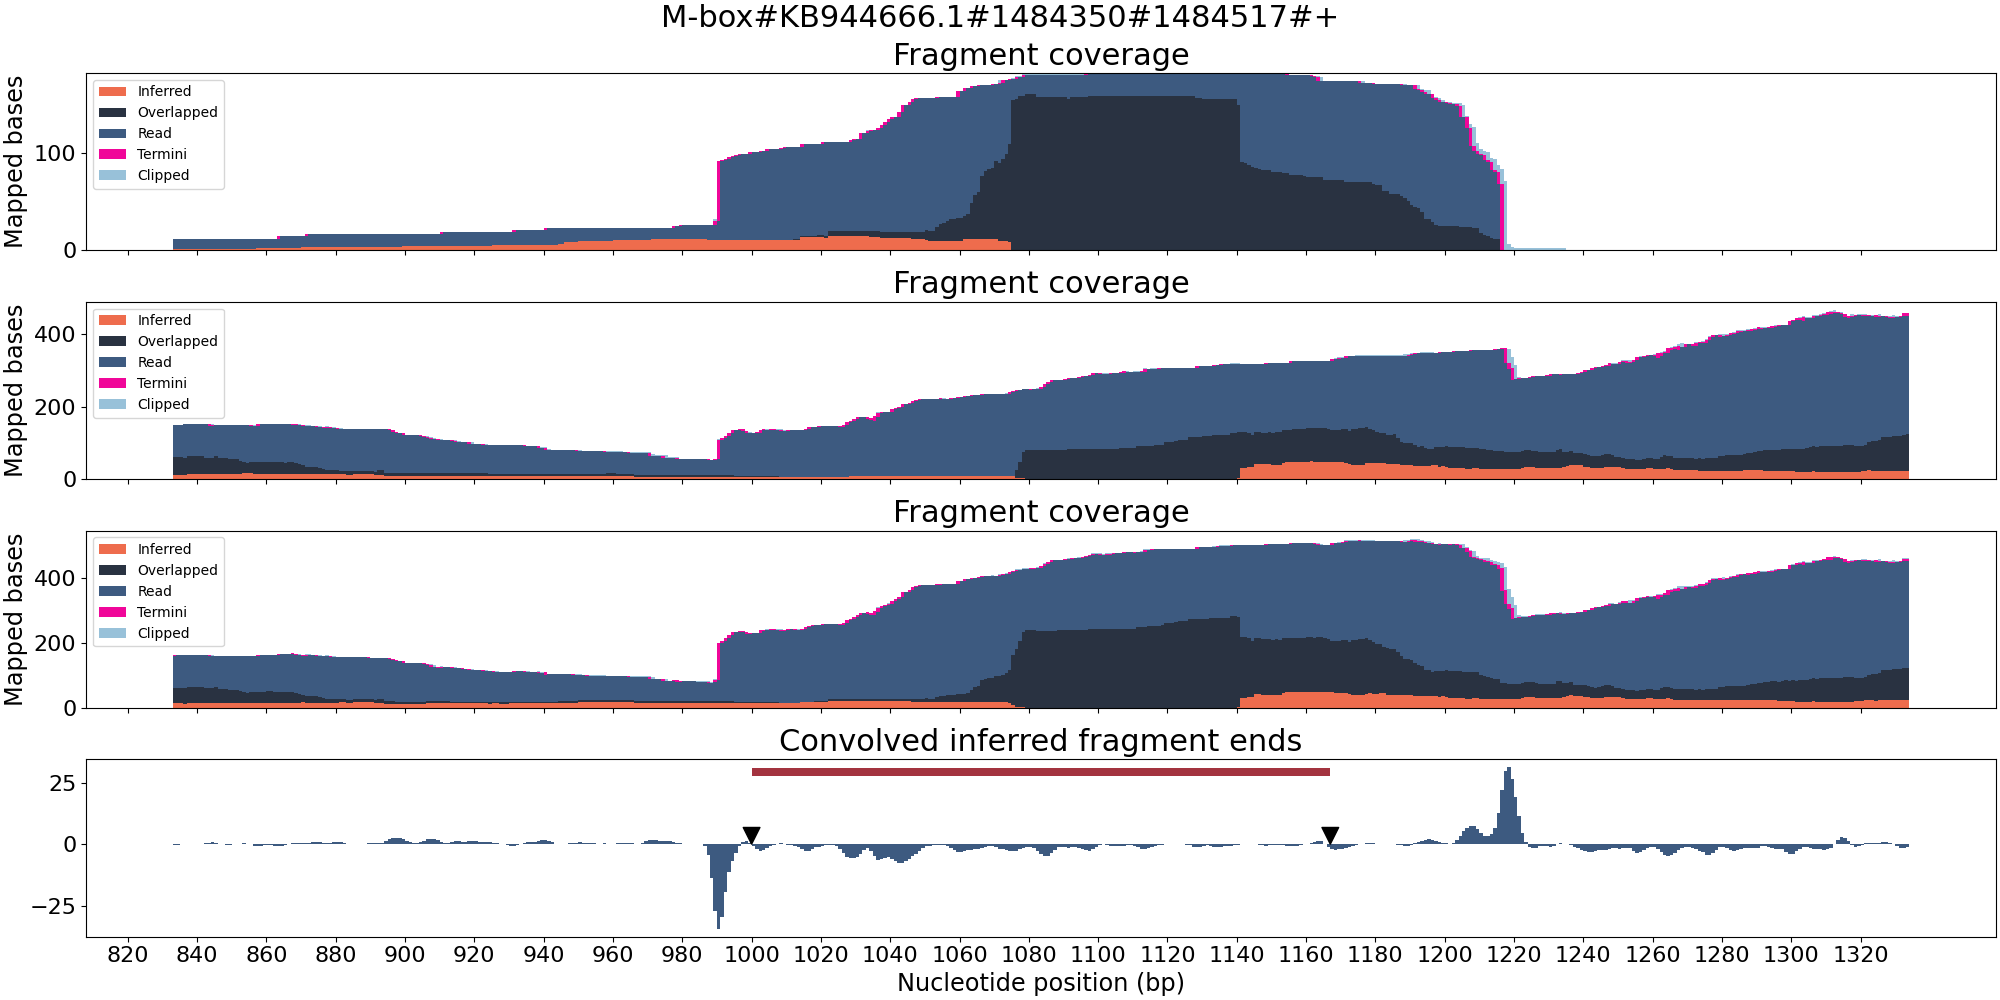 M-box#KB944666.1#1484350#1484517#+
Fragment coverage
Mapped bases
100
0
Inferred
Overlapped
Read
Termini
Clipped
Fragment coverage
Mapped bases
400
200
0
Inferred
Overlapped
Read
Termini
Clipped
Fragment coverage
Mapped bases
400
200
0
Inferred
Overlapped
Read
Termini
Clipped
Convolved inferred fragment ends
25
0
−25
820 840 860 880 900 920 940 960 980 1000 1020 1040 1060 1080 1100 1120 1140 1160 1180 1200 1220 1240 1260 1280 1300 1320
Nucleotide position (bp)